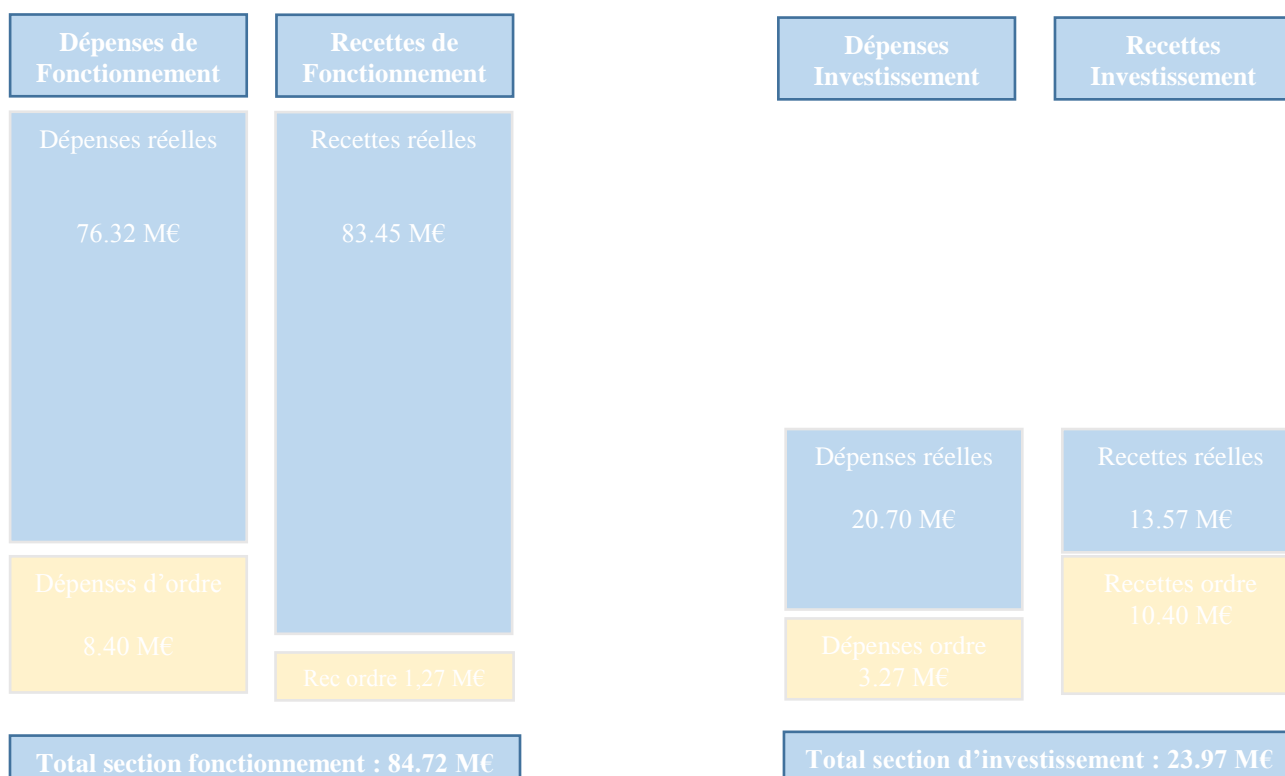 Dépenses de
Fonctionnement
Recettes de
Fonctionnement
Dépenses
Investissement
Recettes
Investissement
Dépenses réelles
76.32 M€
Recettes réelles
83.45 M€
Dépenses réelles
20.70 M€
Recettes réelles
13.57 M€
Dépenses d’ordre
8.40 M€
Rec ordre 1.27 M€
Dépenses ordre
3.27 M€
Recettes ordre
10.40 M€
Total section fonctionnement : 84.72 M€
Total section d’investissement : 23.97 M€